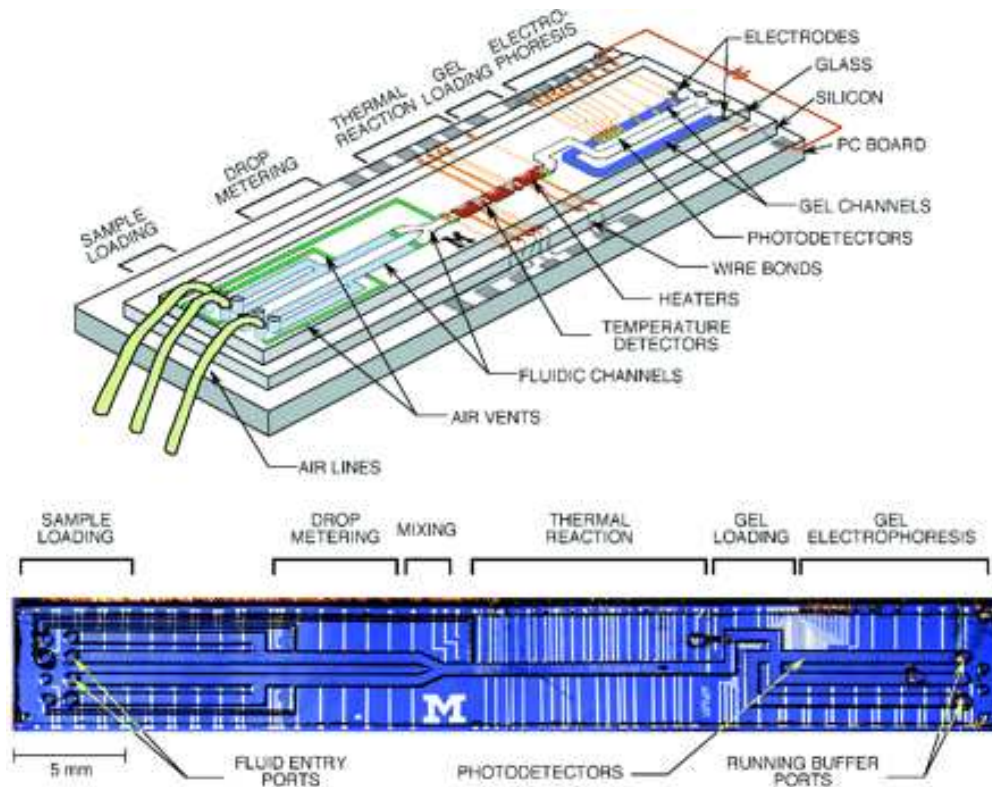 SAMPLE
LOADING
DROP
METERING
THERMAL
REACTION
GEL
LOADING
ELECTRO-
PHORESIS
ELECTRODES
GLASS
SILICON
PC BOARD
GEL CHANNELS
PHOTODETECTORS
WIRE BONDS
HEATERS
TEMPERATURE
DETECTORS
FLUIDIC CHANNELS
AIR VENTS
AIR LINES
SAMPLE
LOADING
DROP
METERING
MIXING
THERMAL
REACTION
GEL
LOADING
GEL
ELECTROPHORESIS
M
5 mm
FLUID ENTRY
PORTS
PHOTODETECTORS
RUNNING BUFFER
PORTS